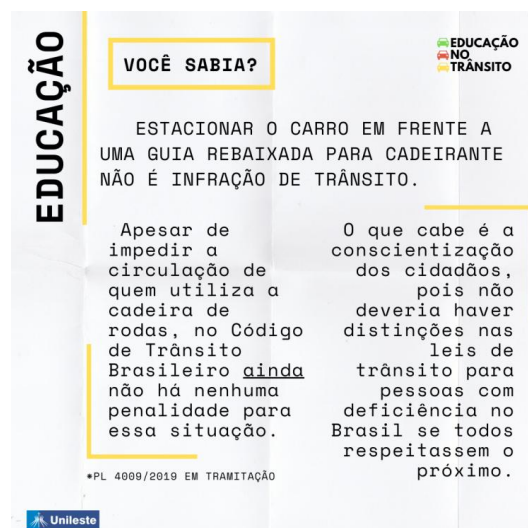 EDUCAÇÃO
VOCÊ SABIA?
EDUCAÇÃO
NO
TRÂNSITO
ESTACIONAR O CARRO EM FRENTE A
UMA GUIA REBAIXADA PARA CADEIRANTE
NÃO É INFRAÇÃO DE TRÂNSITO.
Apesar de
impedir a
circulação de
quem utiliza a
cadeira de
rodas, no Código
de Trânsito
Brasileiro ainda
não há nenhuma
penalidade para
essa situação.
O que cabe é a
conscientização
dos cidadãos,
pois não
deveria haver
distinções nas
leis de
trânsito para
pessoas com
deficiência no
Brasil se todos
respeitassem o
próximo.
*PL 4009/2019 EM TRAMITAÇÃO
Unileste